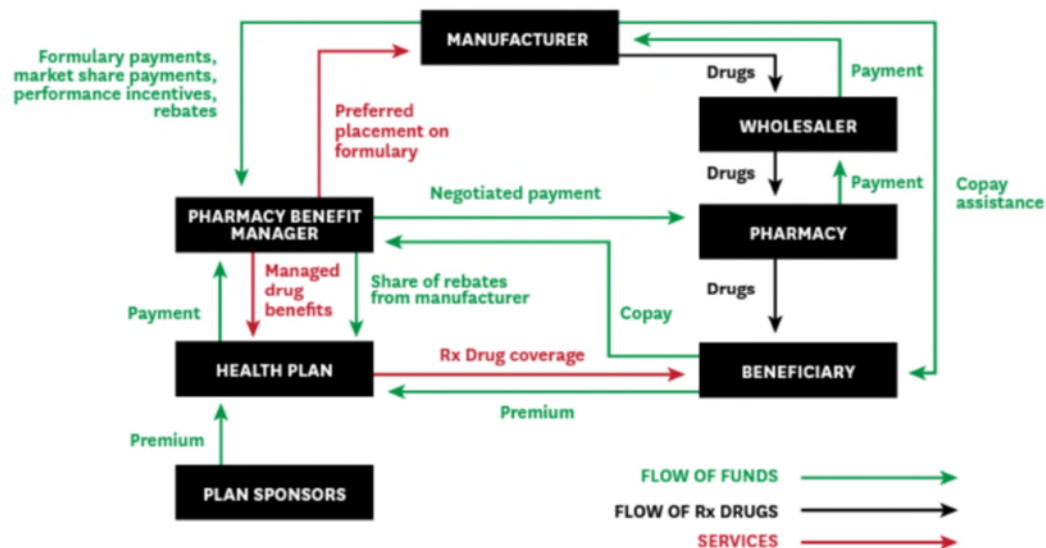 MANUFACTURER
Formulary payments,
market share payments,
performance incentives,
rebates
Preferred
placement on
formulary
Drugs
Payment
WHOLESALER
Drugs
Payment
Copay
assistance
Negotiated payment
PHARMACY BENEFIT
MANAGER
PHARMACY
Managed
drug
benefits
Share of rebates
from manufacturer
Drugs
Payment
Copay
HEALTH PLAN
Rx Drug coverage
BENEFICIARY
Premium
Premium
PLAN SPONSORS
FLOW OF FUNDS
FLOW OF Rx DRUGS
SERVICES